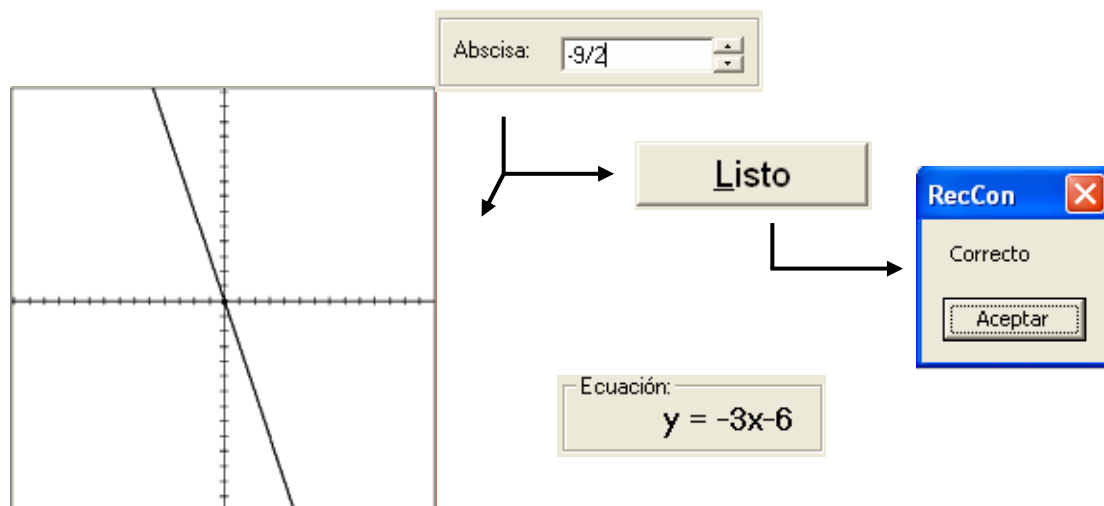 Abscisa: -9/2
Listo
RecCon
Correcto
Aceptar
Ecuación:
y = -3x-6